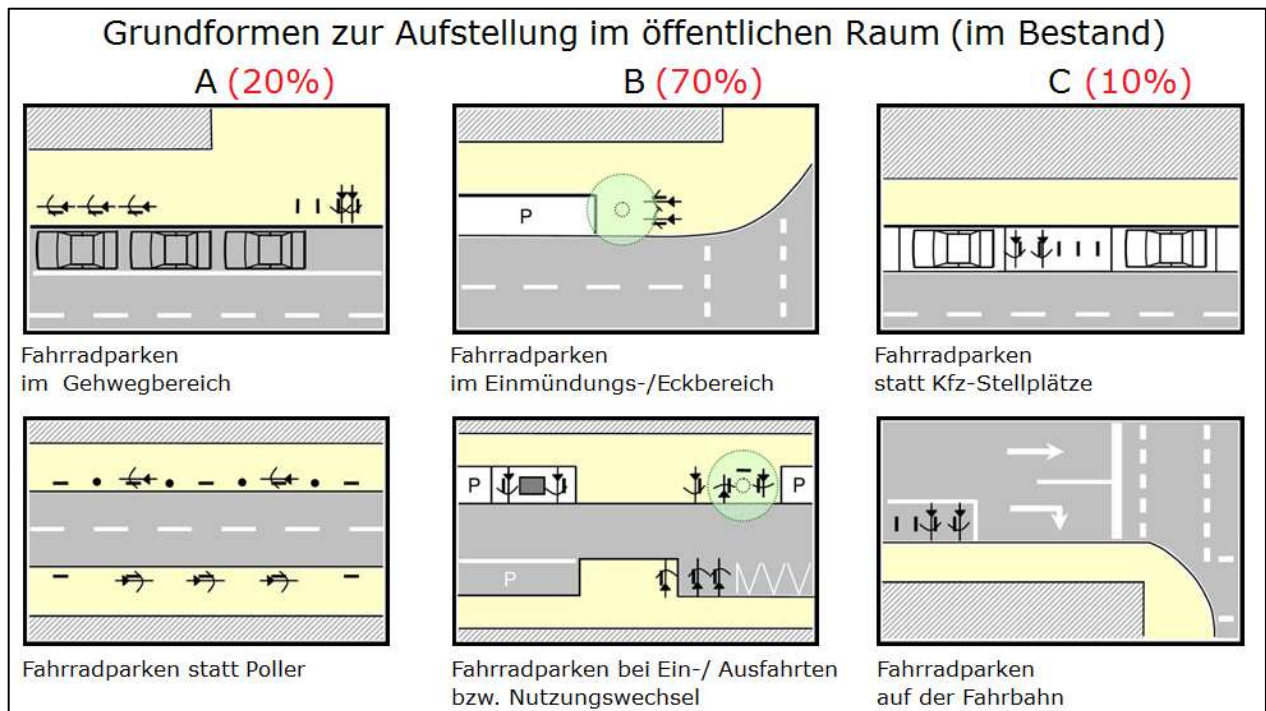 Grundformen zur Aufstellung im öffentlichen Raum (im Bestand)
A (20%)
B (70%)
C (10%)
P
Fahrradparken
im Gehwegbereich
Fahrradparken
im Einmündungs-/Eckbereich
Fahrradparken
statt Kfz-Stellplätze
P
P
P
Fahrradparken statt Poller
Fahrradparken bei Ein-/ Ausfahrten
bzw. Nutzungswechsel
Fahrradparken
auf der Fahrbahn